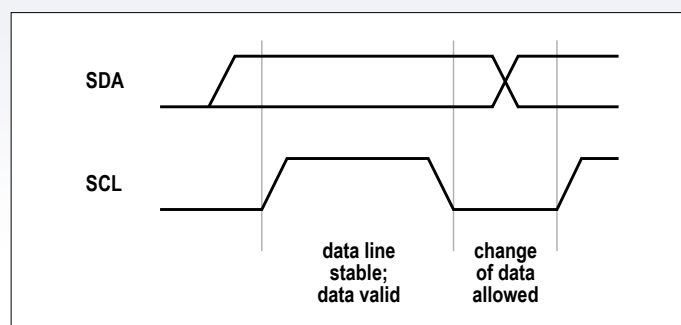 SDA
SCL
data line
stable;
data valid
change
of data
allowed